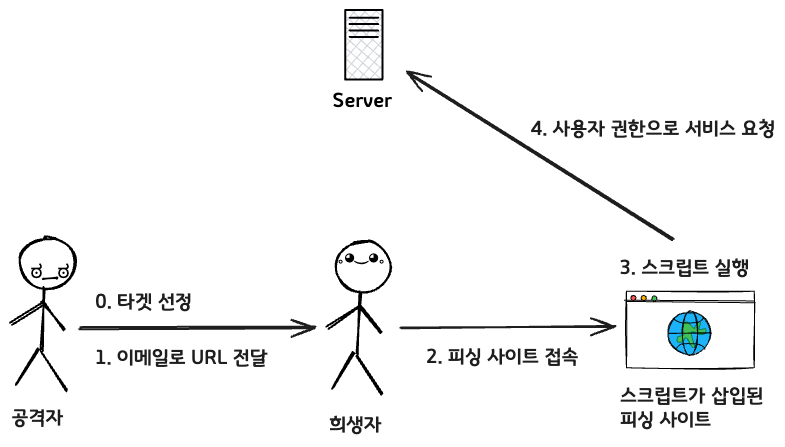 Server
4. 사용자 권한으로 서비스 요청
3. 스크립트 실행
0. 타겟 선정
1. 이메일로 URL 전달
2. 피싱 사이트 접속
스크립트가 삽입된
피싱 사이트
공격자
희생자